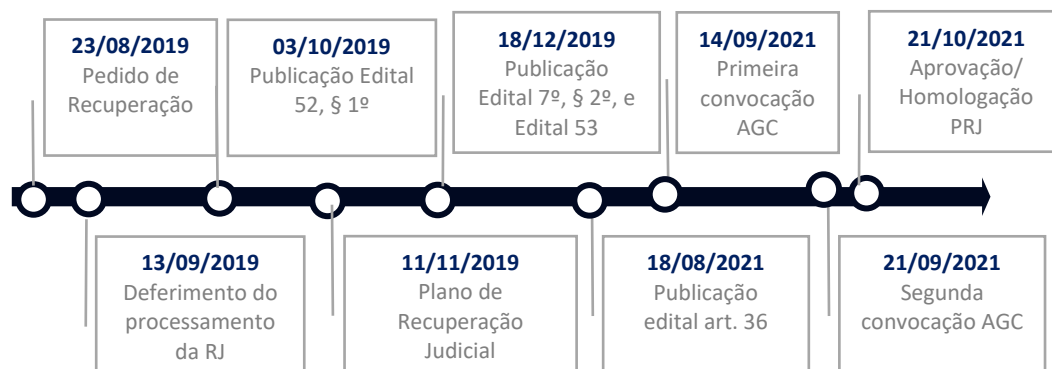 23/08/2019
Pedido de
Recuperação
03/10/2019
Publicação Edital
52, § 1º
18/12/2019
Publicação
Edital 7º, § 2º, e
Edital 53
14/09/2021
Primeira
convocação
AGC
21/10/2021
Aprovação/
Homologação
PRJ
13/09/2019
Deferimento do
processamento
da RJ
11/11/2019
Plano de
Recuperação
Judicial
18/08/2021
Publicação
edital art. 36
21/09/2021
Segunda
convocação AGC